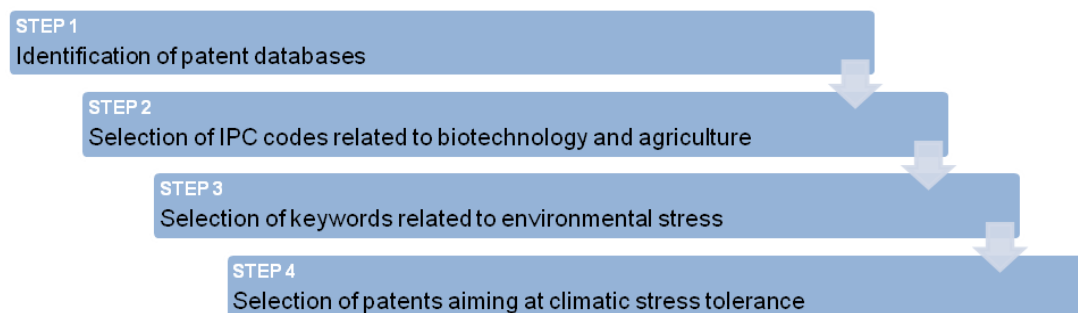 STEP 1
Identification of patent databases
STEP 2
Selection of IPC codes related to biotechnology and agriculture
STEP 3
Selection of keywords related to environmental stress
STEP 4
Selection of patents aiming at climatic stress tolerance